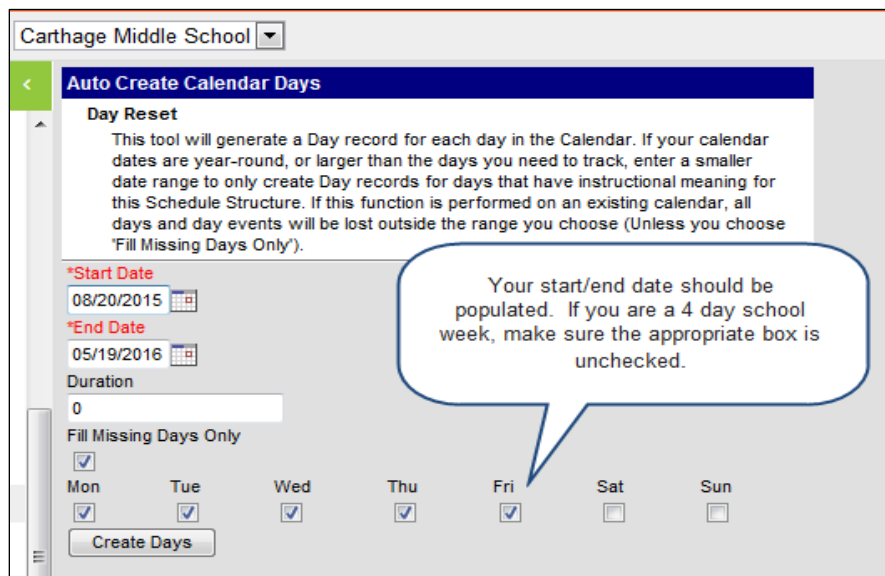 Carthage Middle School
<
Auto Create Calendar Days
Day Reset
This tool will generate a Day record for each day in the Calendar. If your calendar
dates are year-round, or larger than the days you need to track, enter a smaller
date range to only create Day records for days that have instructional meaning for
this Schedule Structure. If this function is performed on an existing calendar, all
days and day events will be lost outside the range you choose (Unless you choose
'Fill Missing Days Only').
*Start Date
08/20/2015
*End Date
05/19/2016
Duration
0
Fill Missing Days Only
Mon Tue Wed Thu Fri Sat Sun
Create Days
Your start/end date should be
populated. If you are a 4 day school
week, make sure the appropriate box is
unchecked.